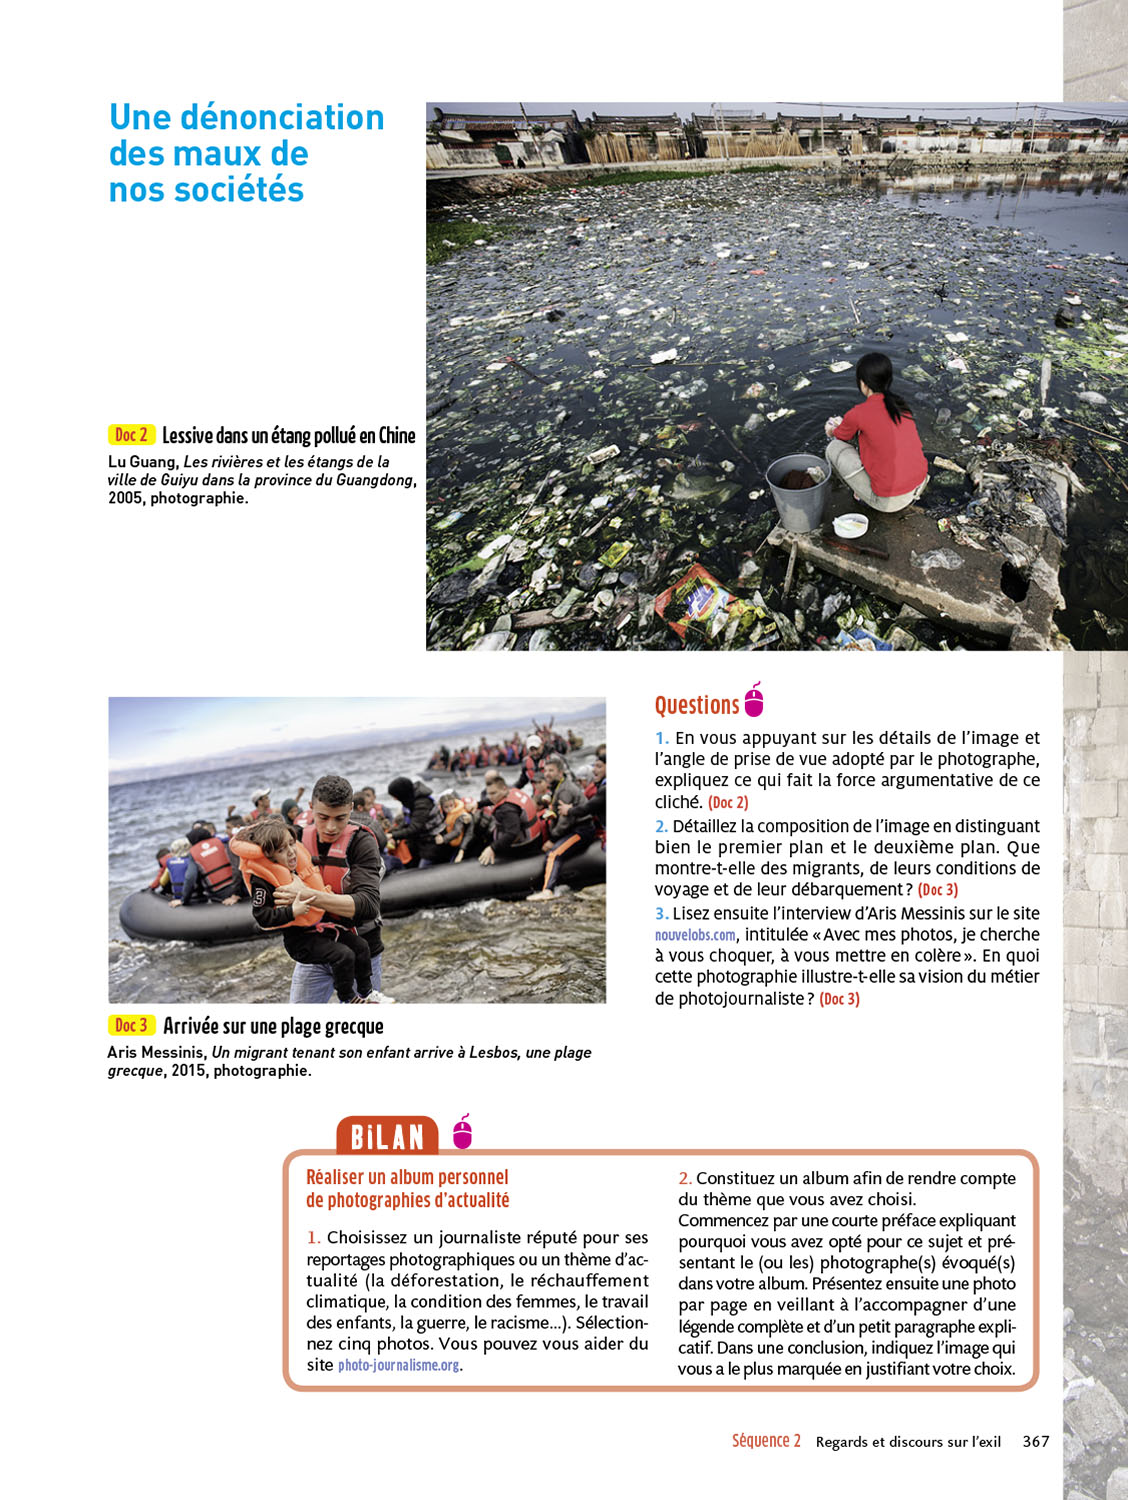 Une dénonciation
des maux de
nos sociétés
Doc 2 Lessive dans un étang pollué en Chine
Lu Guang, Les rivières et les étangs de la
ville de Guiyu dans la province du Guangdong,
2005, photographie.
Doc 3 Arrivée sur une plage grecque
Aris Messinis, Un migrant tenant son enfant arrive à Lesbos, une plage
grecque, 2015, photographie.
Questions
1. En vous appuyant sur les détails de l'image et
l'angle de prise de vue adopté par le photographe,
expliquez ce qui fait la force argumentative de ce
cliché. (Doc 2)
2. Détaillez la composition de l'image en distinguant
bien le premier plan et le deuxième plan. Que
montre-t-elle des migrants, de leurs conditions de
voyage et de leur débarquement ? (Doc 3)
3. Lisez ensuite l'interview d'Aris Messinis sur le site
nouvelobs.com, intitulée « Avec mes photos, je cherche
à vous choquer, à vous mettre en colère ». En quoi
cette photographie illustre-t-elle sa vision du métier
de photojournaliste ? (Doc 3)
BiLAN
Réaliser un album personnel
de photographies d'actualité
1. Choisissez un journaliste réputé pour ses
reportages photographiques ou un thème d'ac-
tualité (la déforestation, le réchauffement
climatique, la condition des femmes, le travail
des enfants, la guerre, le racisme...). Sélection-
nez cinq photos. Vous pouvez vous aider du
site photo-journalisme.org.
2. Constituez un album afin de rendre compte
du thème que vous avez choisi.
Commencez par une courte préface expliquant
pourquoi vous avez opté pour ce sujet et pré-
sentant le (ou les) photographe(s) évoqué(s)
dans votre album. Présentez ensuite une photo
par page en veillant à l'accompagner d'une
légende complète et d'un petit paragraphe expli-
catif. Dans une conclusion, indiquez l'image qui
vous a le plus marquée en justifiant votre choix.
Séquence 2 Regards et discours sur l'exil 367